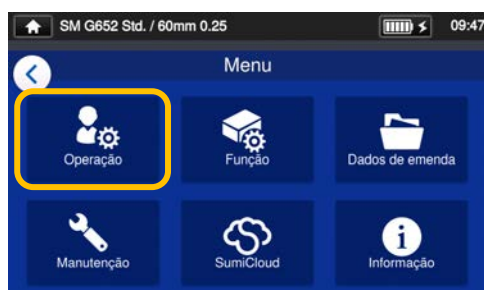 SM G652 Std. / 60mm 0.25 09:47
Menu
Operação Função Dados de emenda
Manutenção SumiCloud Informação